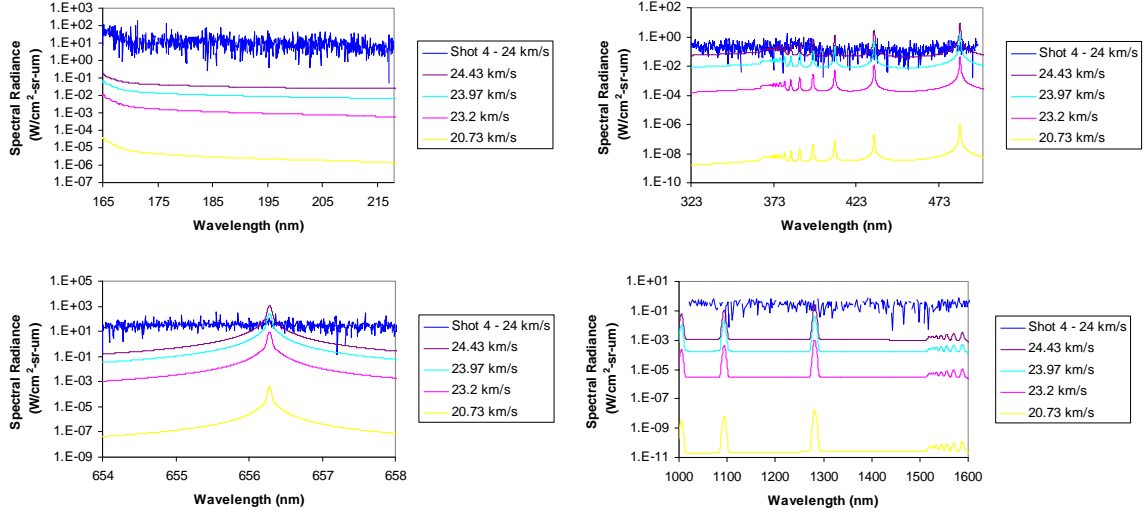 1.E+03
1.E+02
1.E+01
1.E+00
1.E-01
1.E-02
1.E-03
1.E-04
1.E-05
1.E-06
1.E-07
Spectral Radiance
(W/cm²-sr-um)
165 175 185 195 205 215
Wavelength (nm)
Shot 4 - 24 km/s
24.43 km/s
23.97 km/s
23.2 km/s
20.73 km/s
1.E+02
1.E+00
1.E-02
1.E-04
1.E-06
1.E-08
1.E-10
Spectral Radiance
(W/cm²-sr-um)
323 373 423 473
Wavelength (nm)
Shot 4 - 24 km/s
24.43 km/s
23.97 km/s
23.2 km/s
20.73 km/s
1.E+05
1.E+03
1.E+01
1.E-01
1.E-03
1.E-05
1.E-07
1.E-09
Spectral Radiance
(W/cm²-sr-um)
654 655 656 657 658
Wavelength (nm)
Shot 4 - 24 km/s
24.43 km/s
23.97 km/s
23.2 km/s
20.73 km/s
1.E+01
1.E-01
1.E-03
1.E-05
1.E-07
1.E-09
1.E-11
Spectral Radiance
(W/cm²-sr-um)
1000 1100 1200 1300 1400 1500 1600
Wavelength (nm)
Shot 4 - 24 km/s
24.43 km/s
23.97 km/s
23.2 km/s
20.73 km/s